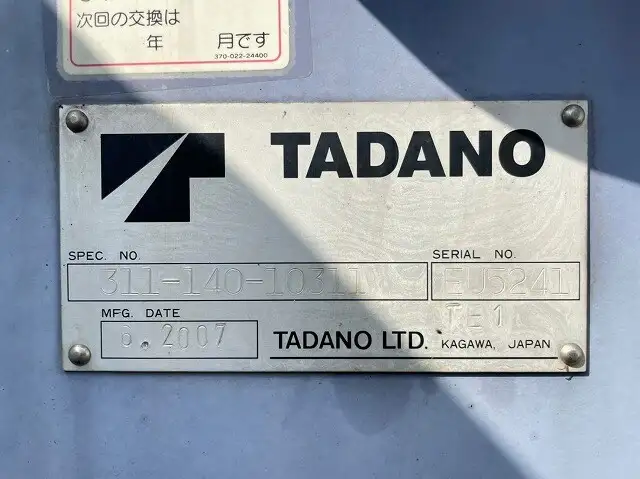 次回の交換は
年 月です
370-022-24400
TADANO
SPEC. NO. SERIAL NO.
311-140-10311 EU5241
MFG. DATE TE1
2007 TADANO LTD. KAGAWA, JAPAN